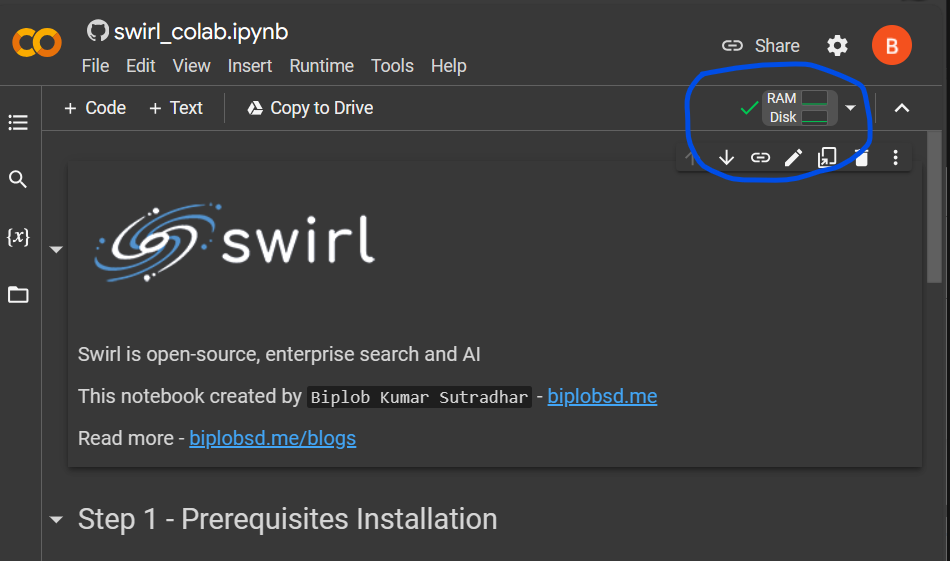 swirl_colab.ipynb
Share
B
File Edit View Insert Runtime Tools Help
+ Code + Text Copy to Drive
RAM
Disk
{x}
swirl
Swirl is open-source, enterprise search and AI
This notebook created by Biplob Kumar Sutradhar - biplobsd.me
Read more - biplobsd.me/blogs
Step 1 - Prerequisites Installation